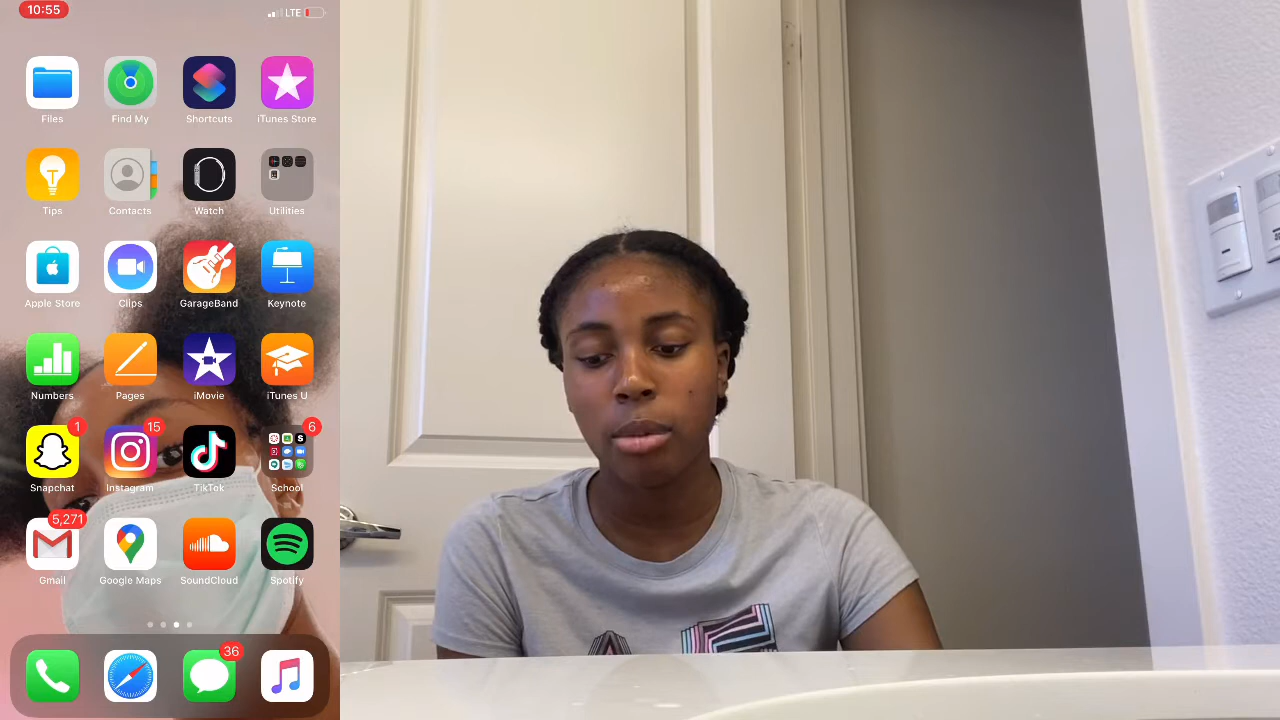 10:55 LTE
Files Find My Shortcuts iTunes Store
Tips Contacts Watch Utilities
Apple Store Clips GarageBand Keynote
Numbers Pages iMovie iTunes U
1 15 6
Snapchat Instagram TikTok School
5,271
Gmail Google Maps SoundCloud Spotify
36